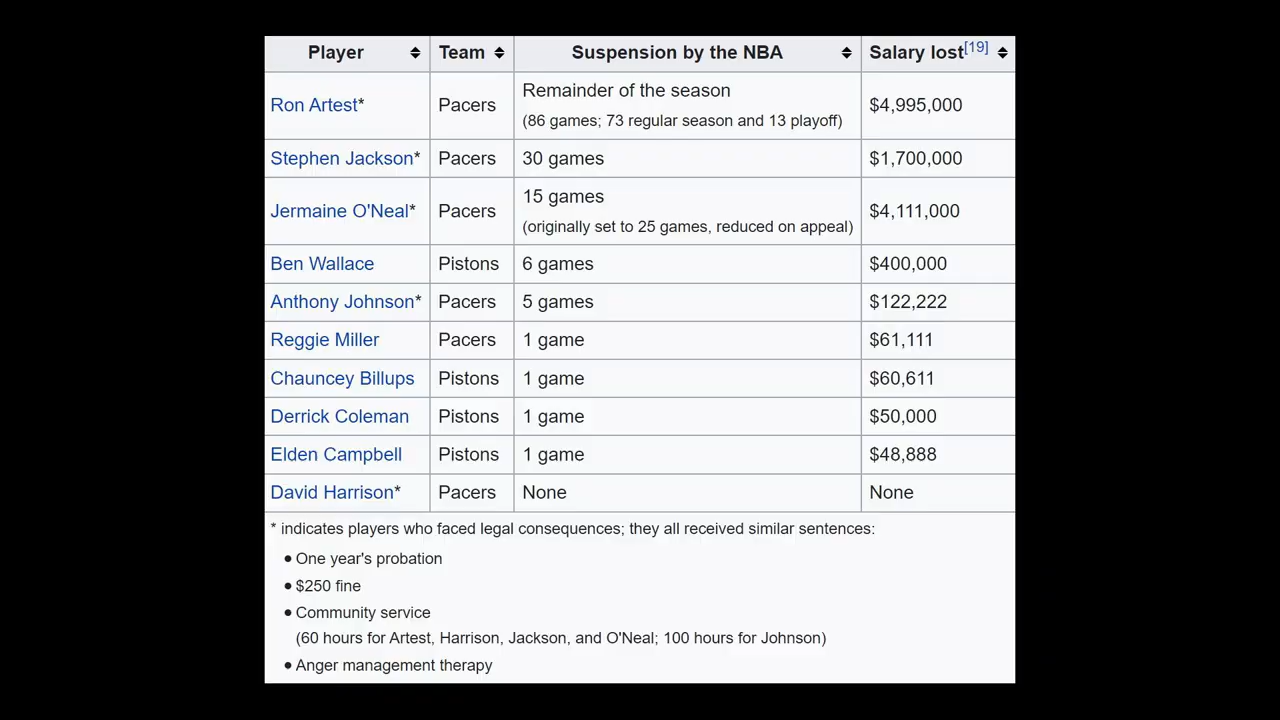 Player Team Suspension by the NBA Salary lost[19]
Ron Artest* Pacers Remainder of the season $4,995,000
(86 games; 73 regular season and 13 playoff)
Stephen Jackson* Pacers 30 games $1,700,000
Jermaine O'Neal* Pacers 15 games $4,111,000
(originally set to 25 games, reduced on appeal)
Ben Wallace Pistons 6 games $400,000
Anthony Johnson* Pacers 5 games $122,222
Reggie Miller Pacers 1 game $61,111
Chauncey Billups Pistons 1 game $60,611
Derrick Coleman Pistons 1 game $50,000
Elden Campbell Pistons 1 game $48,888
David Harrison* Pacers None None
* indicates players who faced legal consequences; they all received similar sentences:
• One year's probation
• $250 fine
• Community service
(60 hours for Artest, Harrison, Jackson, and O'Neal; 100 hours for Johnson)
• Anger management therapy